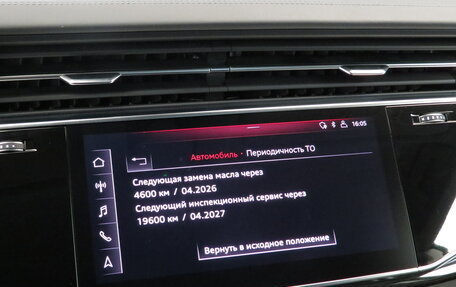 16:05
Автомобиль · Периодичность ТО
Следующая замена масла через
4600 км / 04.2026
Следующий инспекционный сервис через
19600 км / 04.2027
Вернуть в исходное положение